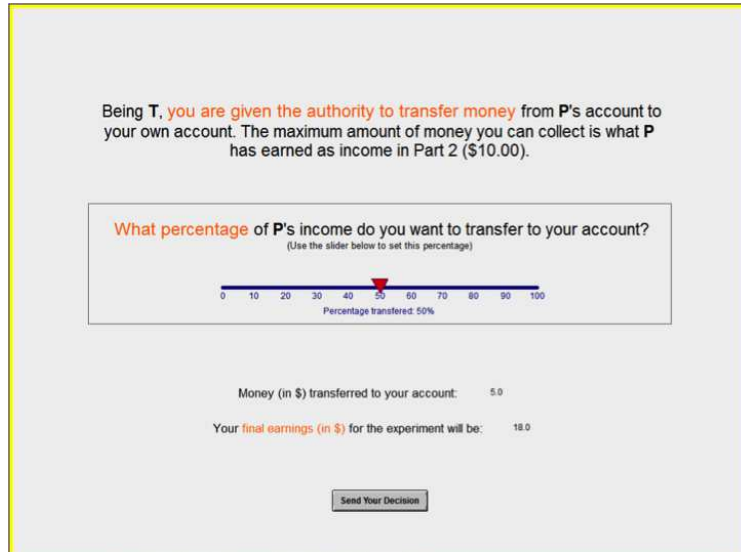 Being T, you are given the authority to transfer money from P's account to
your own account. The maximum amount of money you can collect is what P
has earned as income in Part 2 ($10.00).
What percentage of P's income do you want to transfer to your account?
(Use the slider below to set this percentage)
0 10 20 30 40 50 60 70 80 90 100
Percentage transfered: 50%
Money (in $) transferred to your account: 5.0
Your final earnings (in $) for the experiment will be: 18.0
Send Your Decision